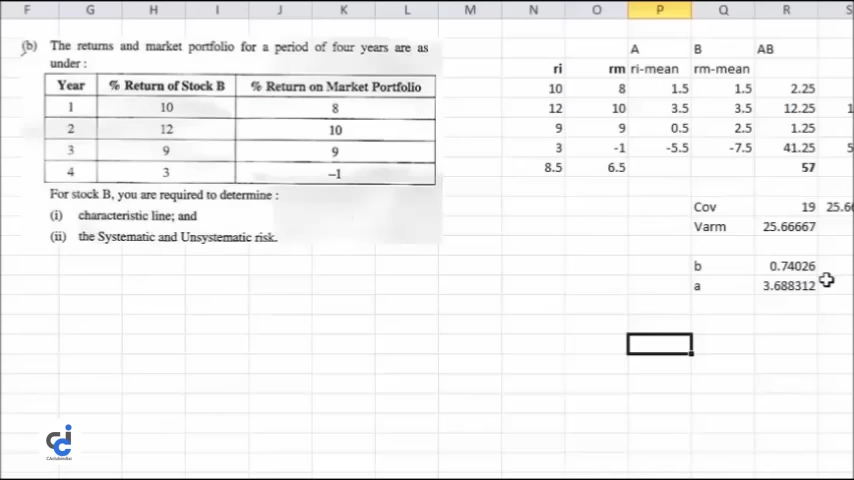 F G H I J K L M N O P Q R S
(b) The returns and market portfolio for a period of four years are as
under :
Year % Return of Stock B % Return on Market Portfolio
1 10 8
2 12 10
3 9 9
4 3 –1
For stock B, you are required to determine :
(i) characteristic line; and
(ii) the Systematic and Unsystematic risk.
A B AB
ri rm ri-mean rm-mean
10 8 1.5 1.5 2.25
12 10 3.5 3.5 12.25 1
9 9 0.5 2.5 1.25
3 -1 -5.5 -7.5 41.25 5
8.5 6.5 57
Cov 19 25.66
Varm 25.66667
b 0.74026
a 3.688312